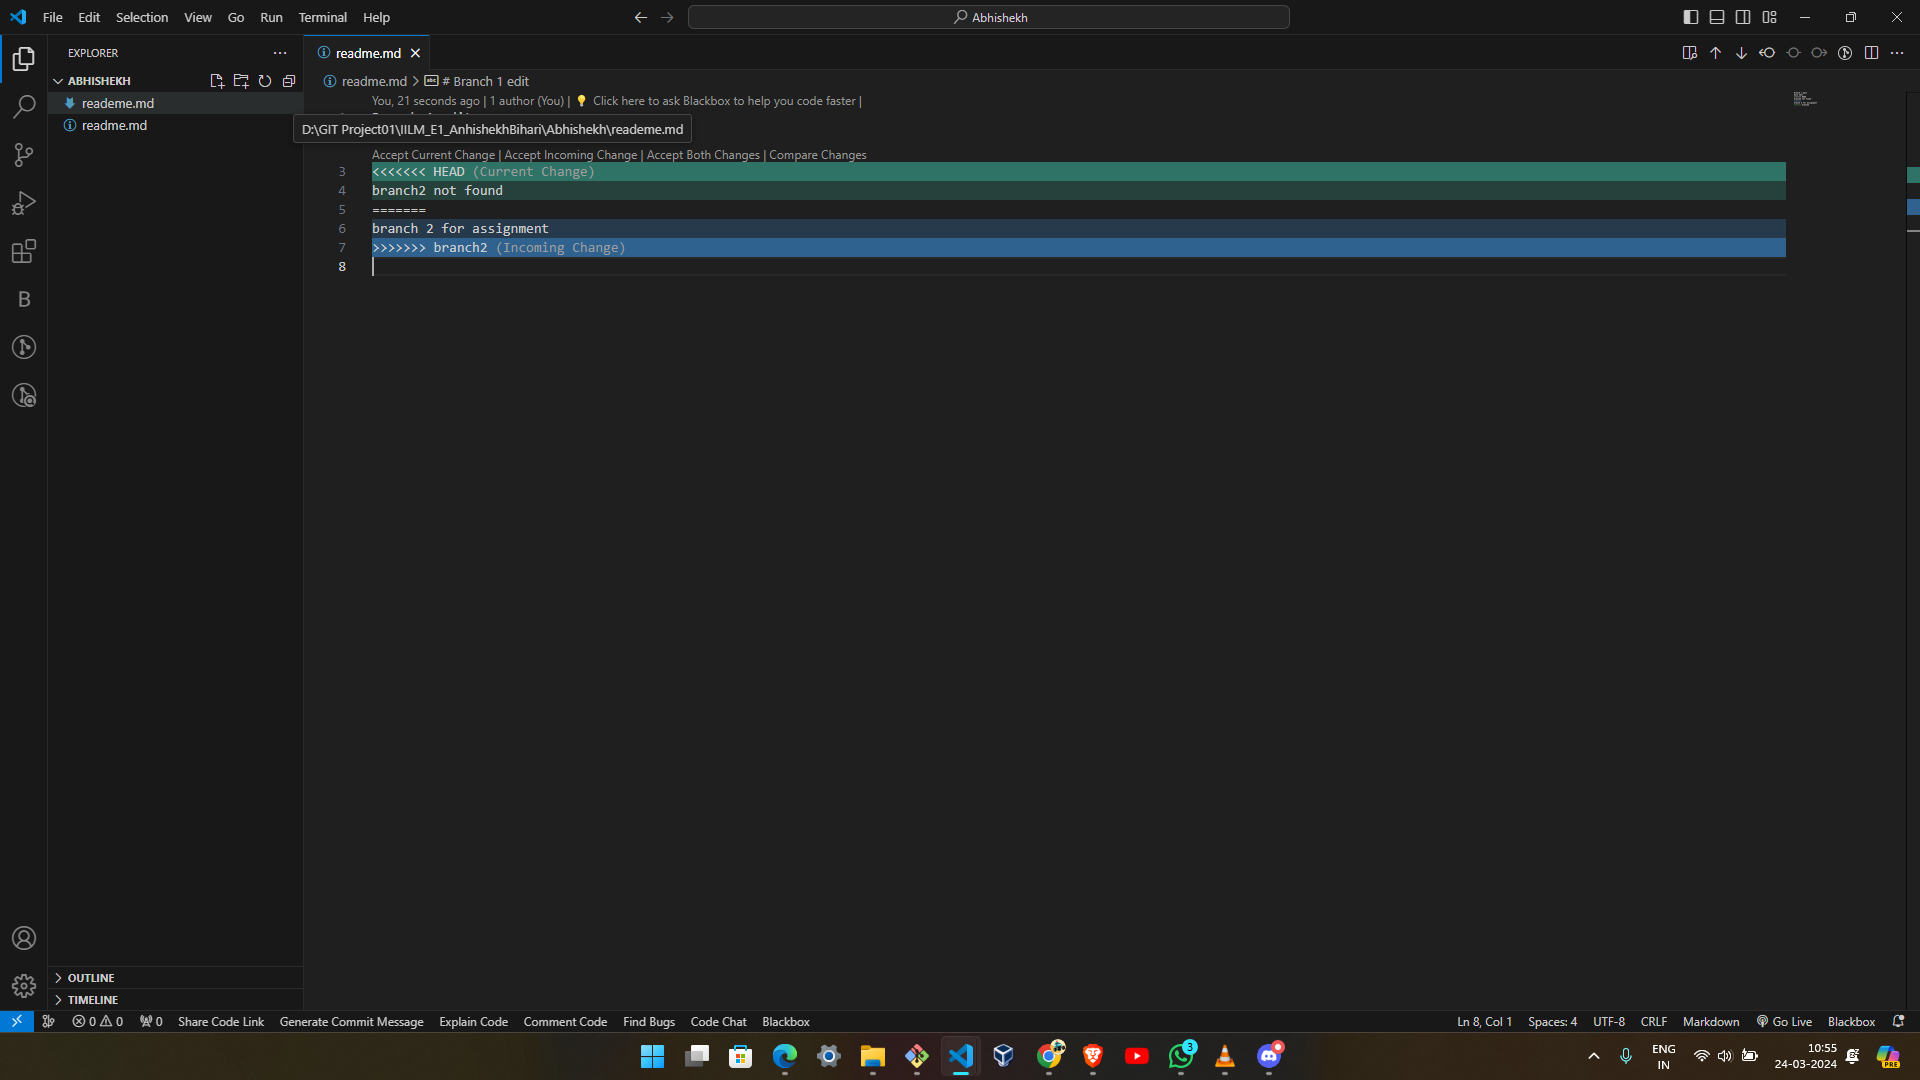 File Edit Selection View Go Run Terminal Help
Abhishekh
EXPLORER
ABHISHEKH
reademe.md
readme.md
readme.md
readme.md > # Branch 1 edit
You, 21 seconds ago | 1 author (You) | Click here to ask Blackbox to help you code faster |
D:\GIT Project01\IILM_E1_AnhishekhBihari\Abhishekh\reademe.md
Accept Current Change | Accept Incoming Change | Accept Both Changes | Compare Changes
3 <<<<<<< HEAD (Current Change)
4 branch2 not found
5 =======
6 branch 2 for assignment
7 >>>>>>> branch2 (Incoming Change)
8
B
OUTLINE
TIMELINE
0 0 0 Share Code Link Generate Commit Message Explain Code Comment Code Find Bugs Code Chat Blackbox
Ln 8, Col 1 Spaces: 4 UTF-8 CRLF Markdown Go Live Blackbox
3
ENG
IN
10:55
24-03-2024
PRE